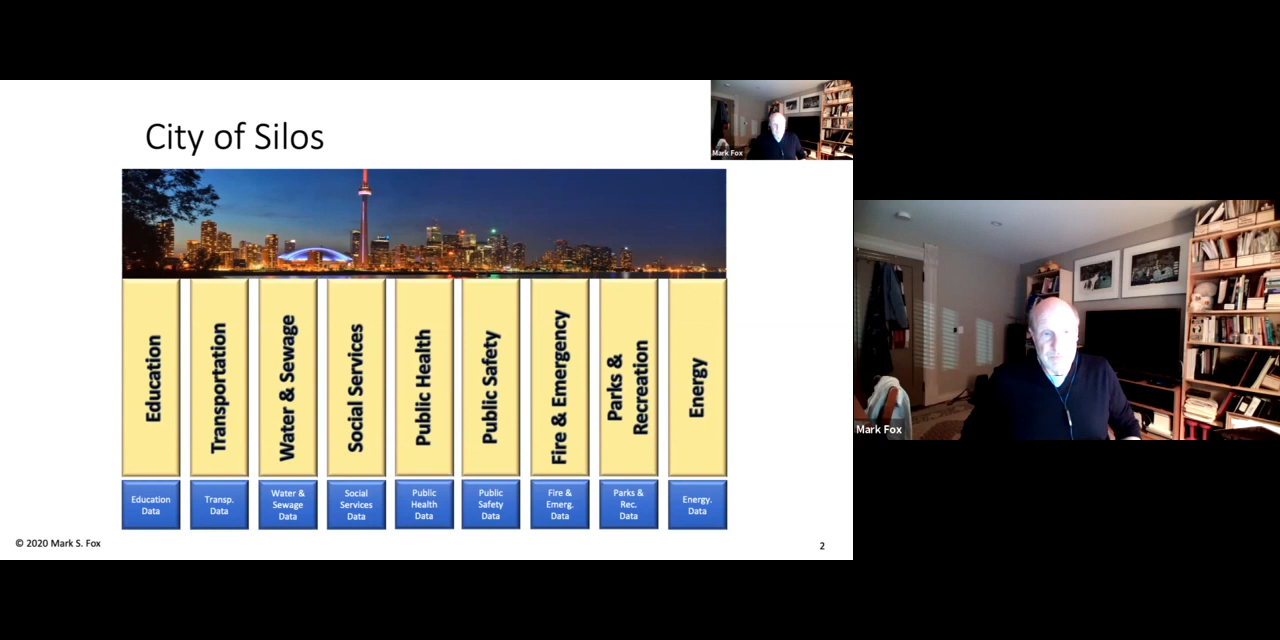 City of Silos
Mark Fox
Education
Transportation
Water & Sewage
Social Services
Public Health
Public Safety
Fire & Emergency
Parks &
Recreation
Energy
Education
Data
Transp.
Data
Water &
Sewage
Data
Social
Services
Data
Public
Health
Data
Public
Safety
Data
Fire &
Emerg.
Data
Parks &
Rec.
Data
Energy.
Data
© 2020 Mark S. Fox
2
Mark Fox